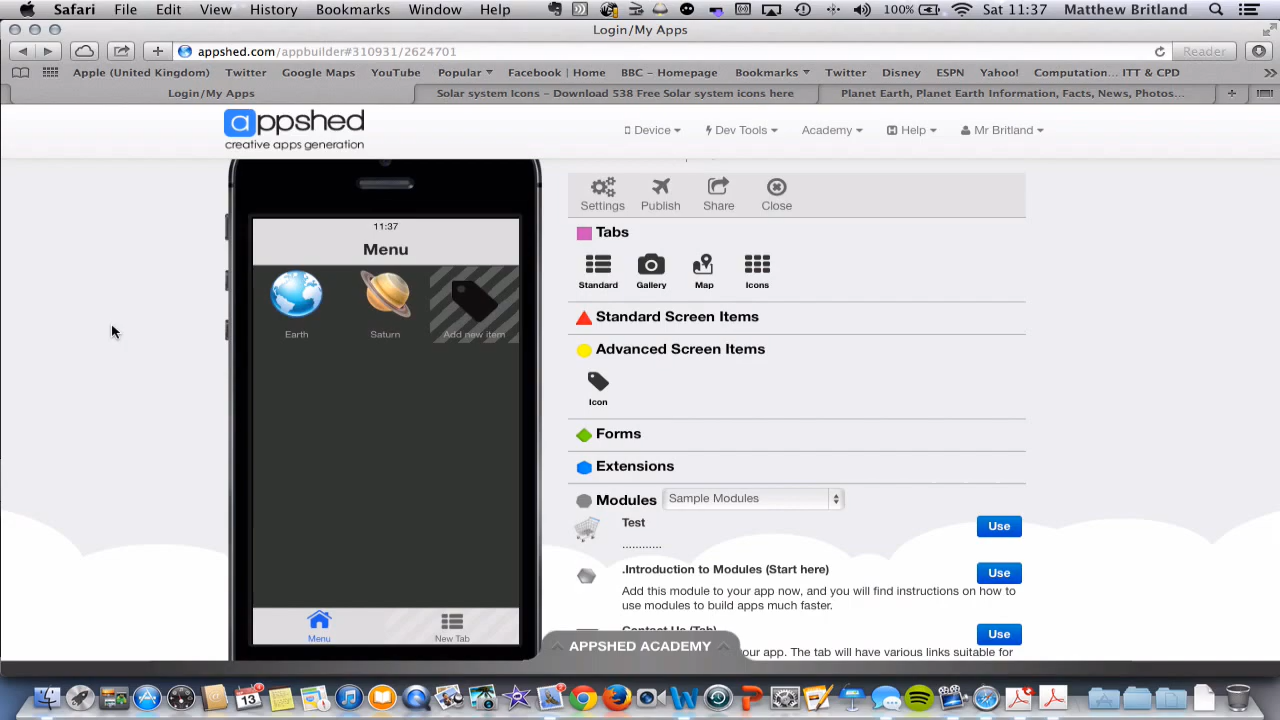 Safari File Edit View History Bookmarks Window Help 100% Sat 11:37 Matthew Britland
Login/My Apps
appshed.com/appbuilder#310931/2624701 Reader
Apple (United Kingdom) Twitter Google Maps YouTube Popular Facebook | Home BBC – Homepage Bookmarks Twitter Disney ESPN Yahoo! Computation... ITT & CPD
Login/My Apps Solar system Icons – Download 538 Free Solar system icons here Planet Earth, Planet Earth Information, Facts, News, Photos...
appshed
creative apps generation
Device Dev Tools Academy Help Mr Britland
Settings Publish Share Close
11:37
Menu
Earth Saturn Add new item
Menu New Tab
Tabs
Standard Gallery Map Icons
Standard Screen Items
Advanced Screen Items
Icon
Forms
Extensions
Modules Sample Modules
Test Use
............
.Introduction to Modules (Start here) Use
Add this module to your app now, and you will find instructions on how to
use modules to build apps much faster.
Contact Us (Tab) Use
your app. The tab will have various links suitable for
APPSHED ACADEMY
13